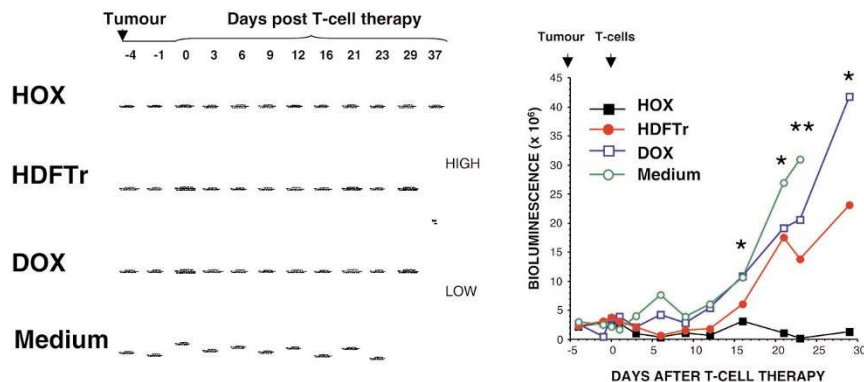 Tumour Days post T-cell therapy
-4 -1 0 3 6 9 12 16 21 23 29 37
HOX
HDFTr
HIGH
DOX
LOW
Medium
Tumour T-cells
45
40
35
30
25
20
15
10
5
0
BIOLUMINESCENCE (x 10⁶)
HOX
HDFTr
DOX
Medium
*
* *
*
*
-5 0 5 10 15 20 25 30
DAYS AFTER T-CELL THERAPY